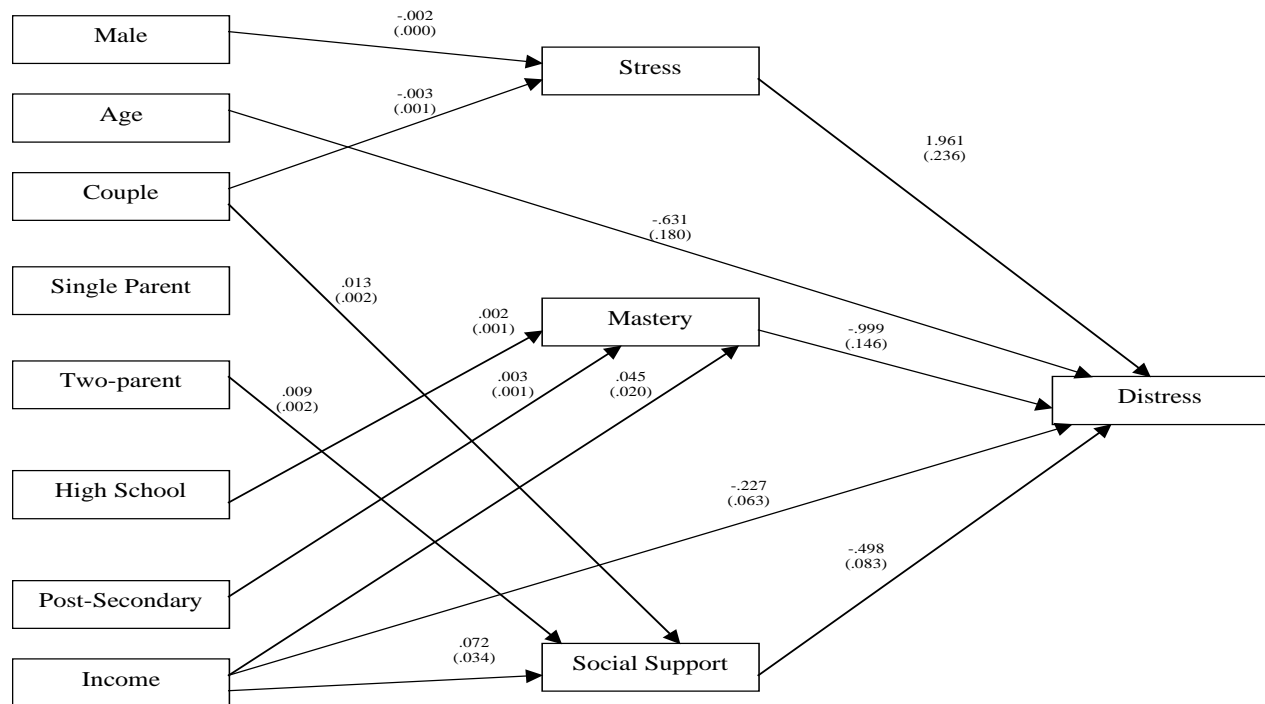 Male
-.002
(.000)
Stress
Age
-.003
(.001)
1.961
(.236)
Couple
-.631
(.180)
Single Parent
.013
(.002)
Mastery
.002
(.001)
-.999
(.146)
Two-parent
.009
(.002)
.003
(.001)
.045
(.020)
Distress
High School
-.227
(.063)
-.498
(.083)
Post-Secondary
.072
(.034)
Social Support
Income